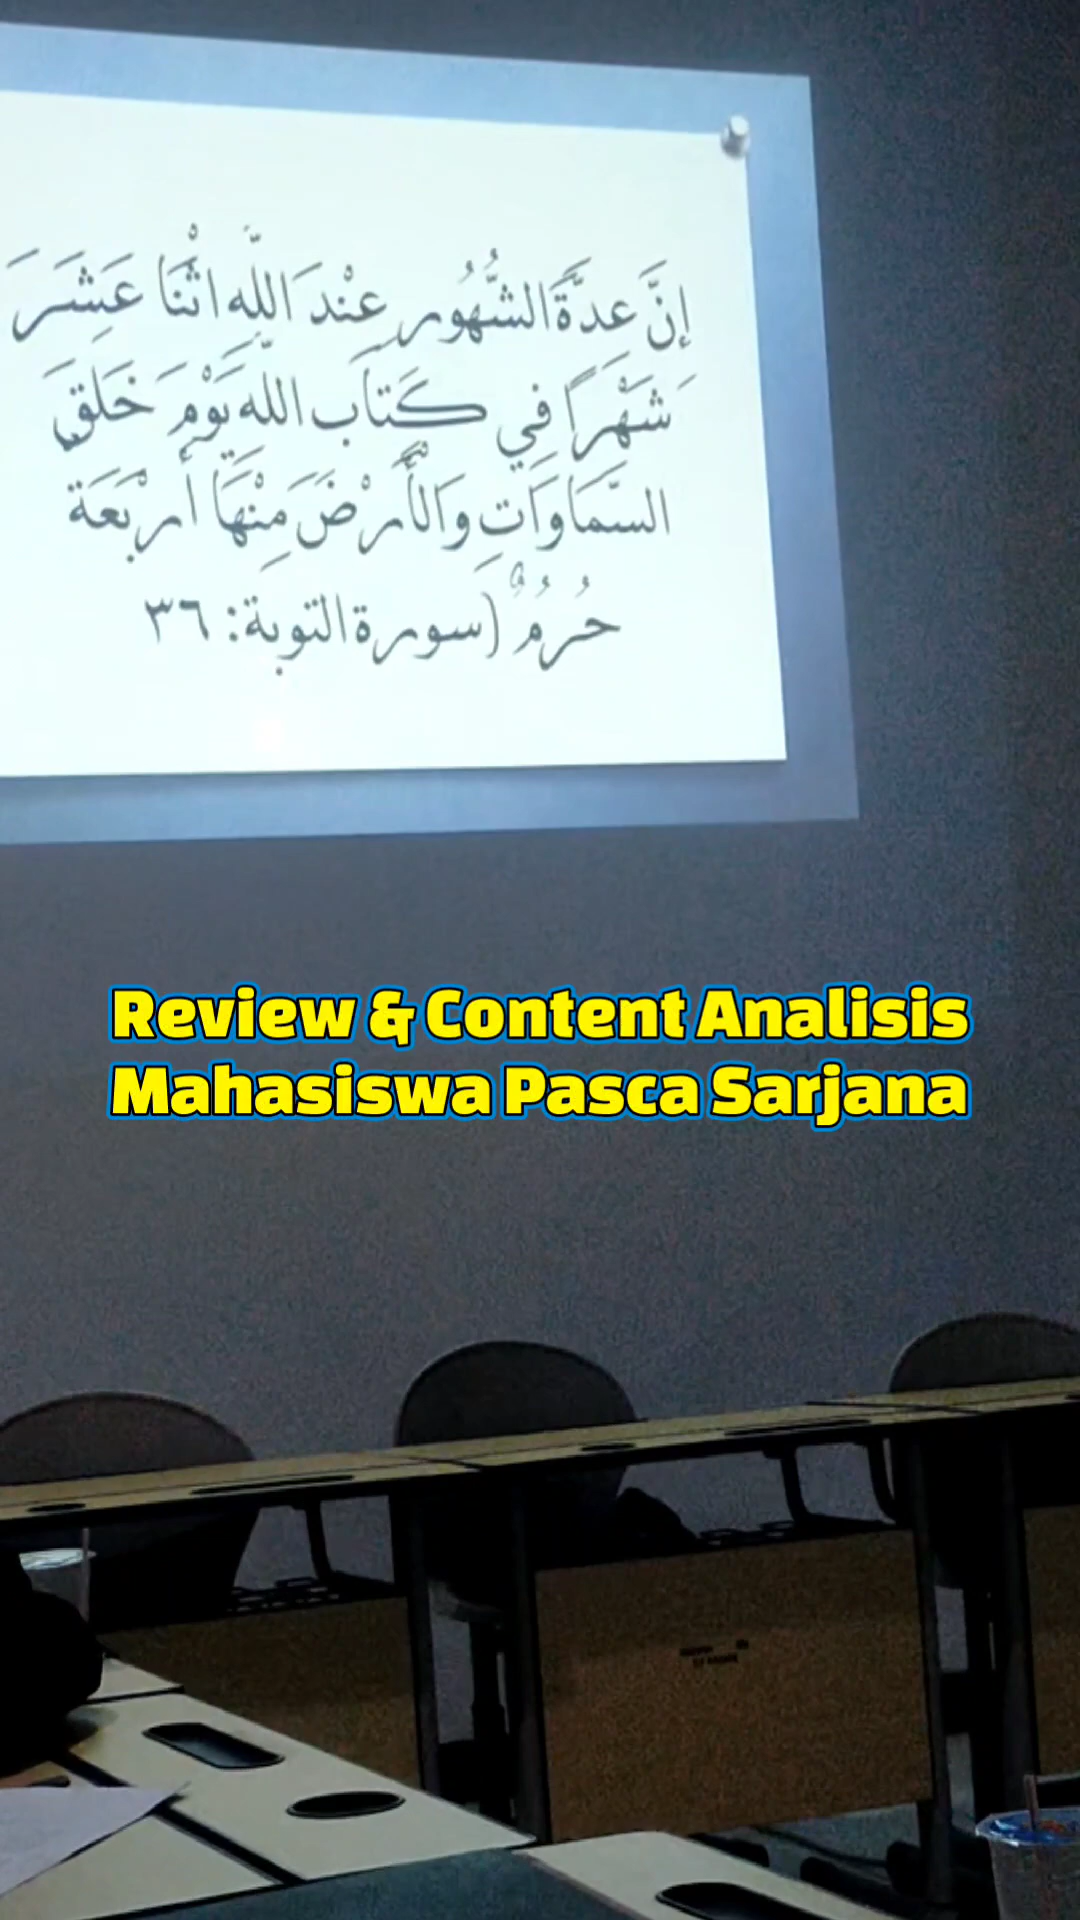 إِنَّ عِدَّةَ الشُّهُورِ عِنْدَ اللَّهِ اثْنَا عَشَرَ
شَهْرًا فِي كِتَابِ اللَّهِ يَوْمَ خَلَقَ
السَّمَاوَاتِ وَالْأَرْضَ مِنْهَا أَرْبَعَةٌ
حُرُمٌ (سورة التوبة: ٣٦
Review & Content Analisis
Mahasiswa Pasca Sarjana